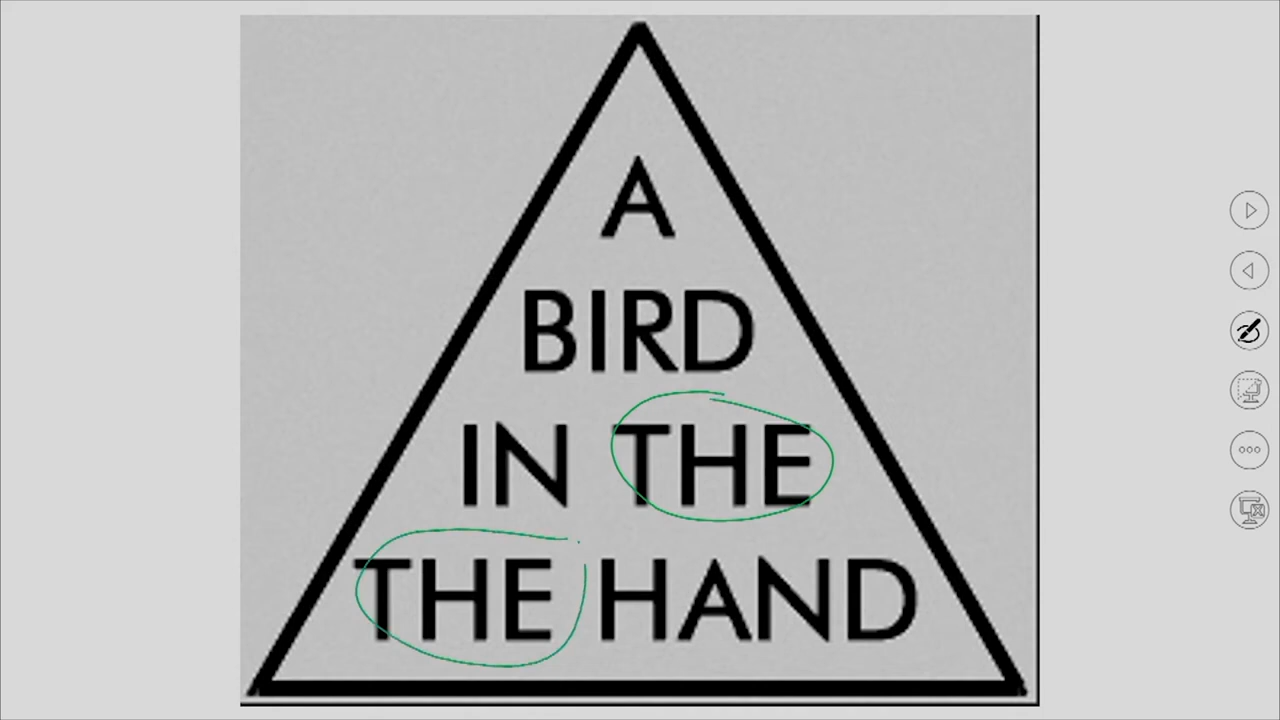 A
BIRD
IN THE
THE HAND